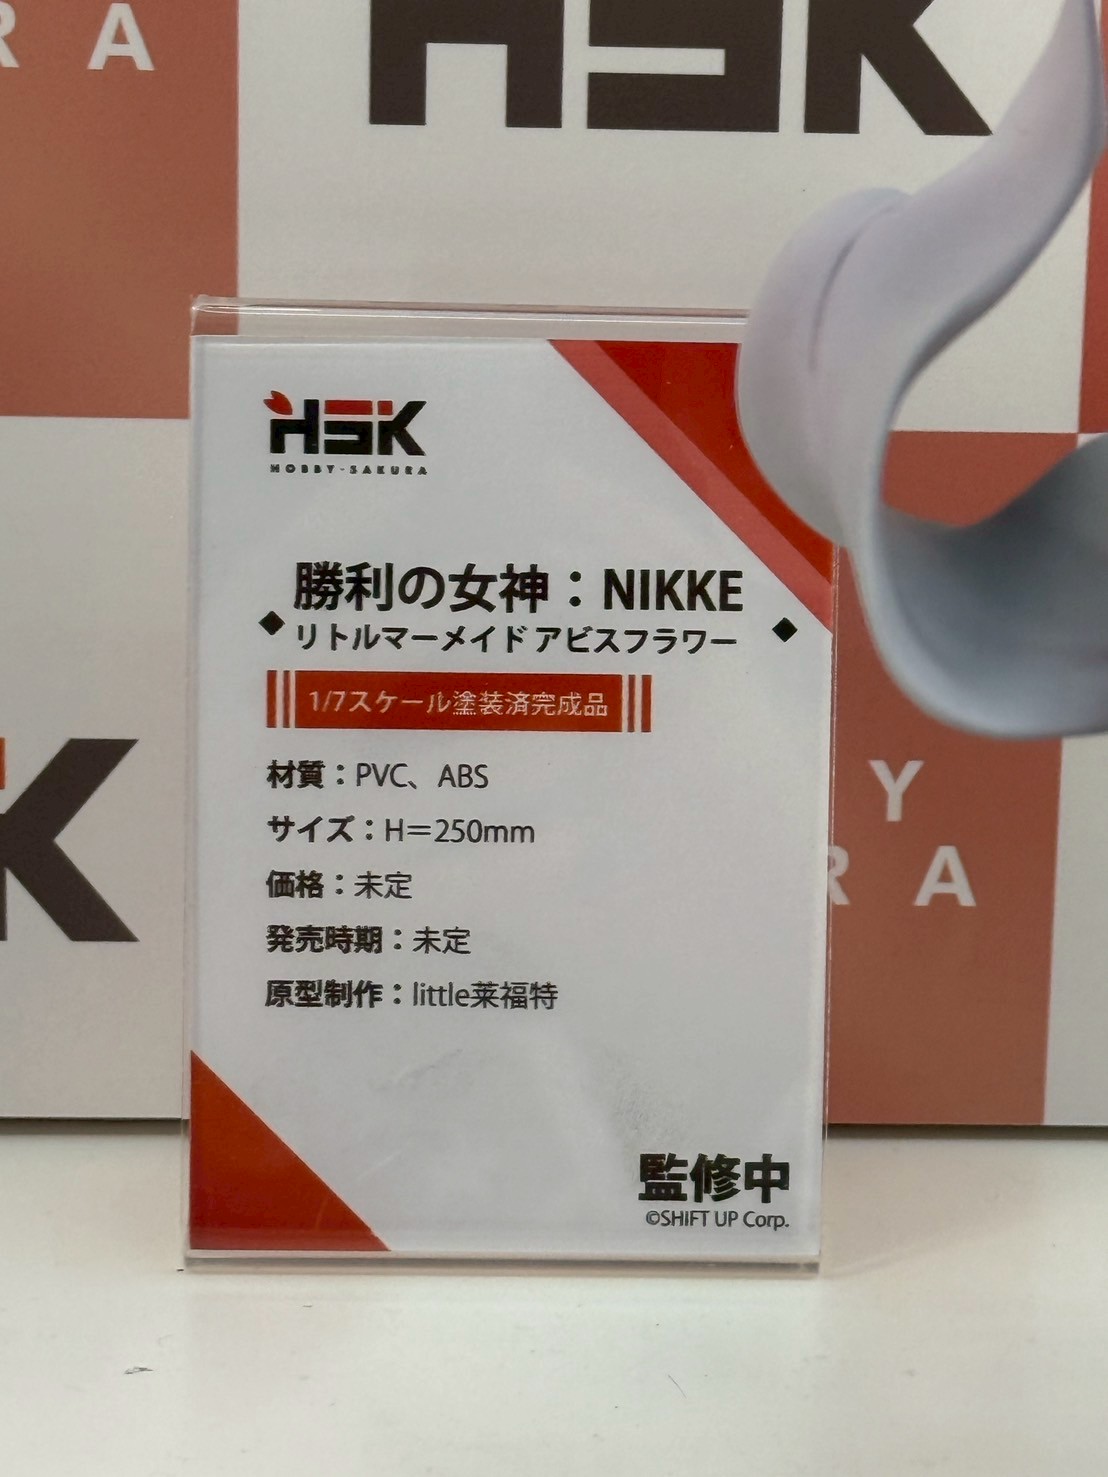 R A
HSK
HSK
HOBBY-SAKURA
勝利の女神：NIKKE
◆リトルマーメイド アビスフラワー◆
1/7スケール塗装済完成品
材質：PVC、ABS
サイズ：H＝250mm
価格：未定
発売時期：未定
原型制作：little莱福特
監修中
©SHIFT UP Corp.
K
Y
R A